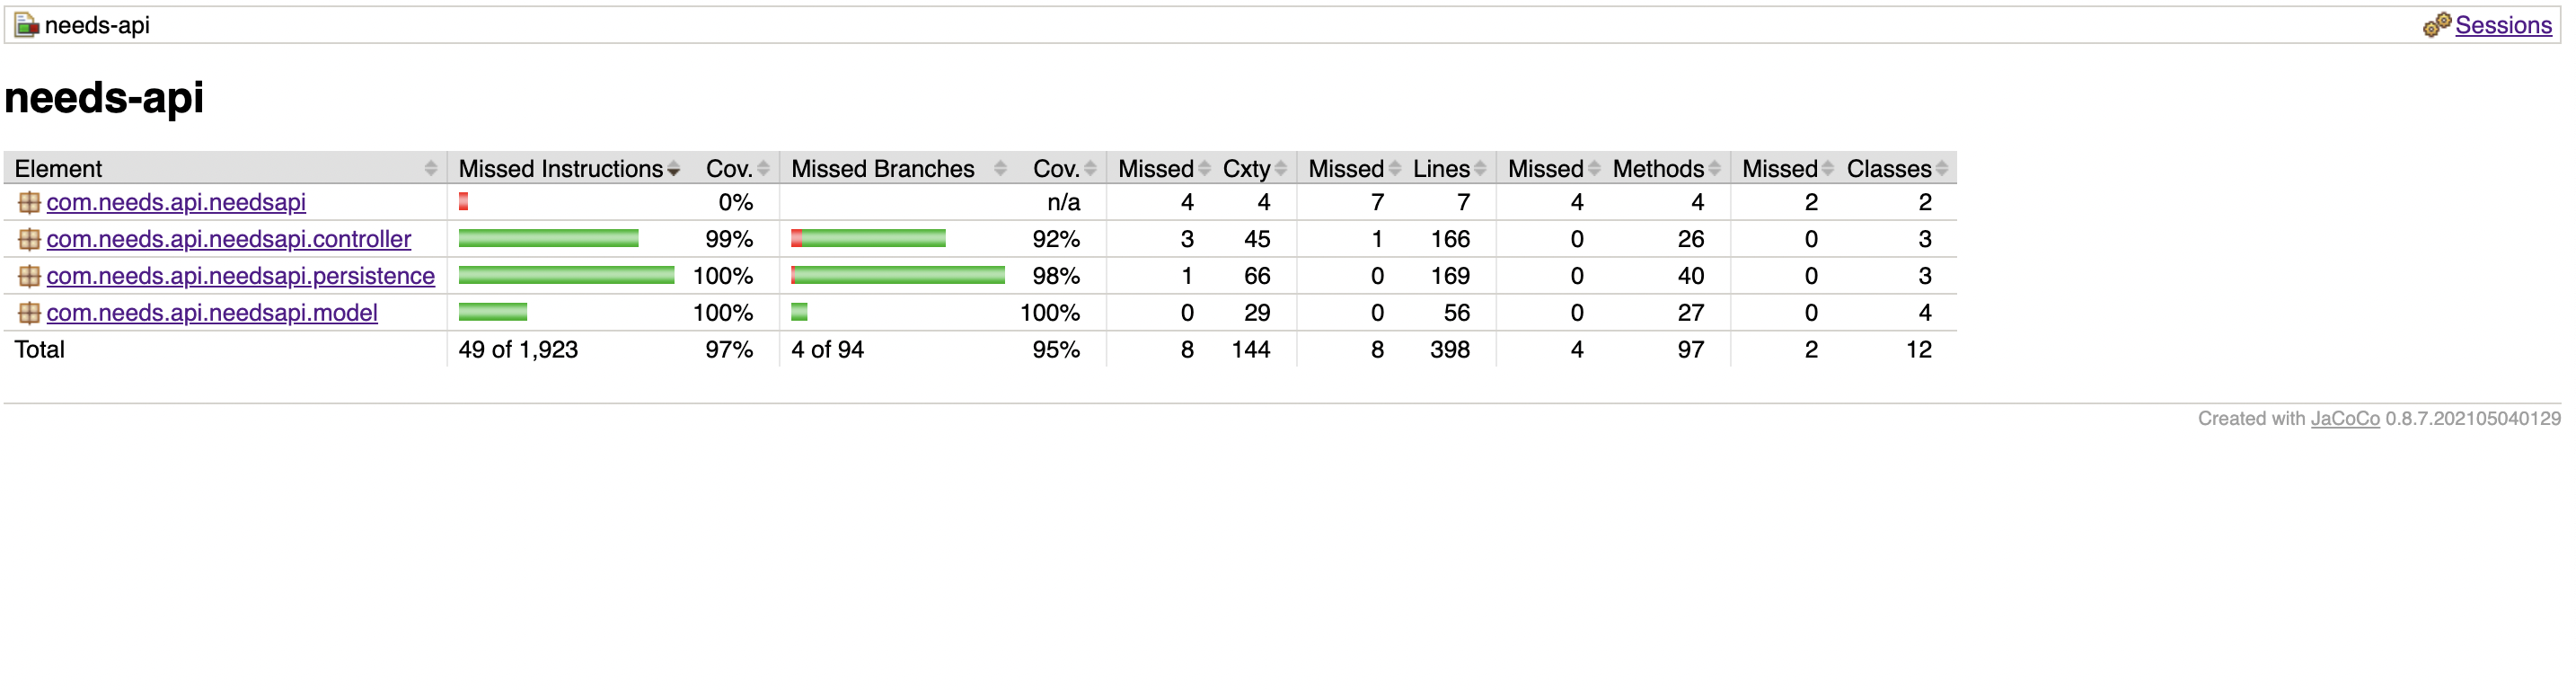 needs-api Sessions
needs-api
Element Missed Instructions Cov. Missed Branches Cov. Missed Cxty Missed Lines Missed Methods Missed Classes
com.needs.api.needsapi 0% n/a 4 4 7 7 4 4 2 2
com.needs.api.needsapi.controller 99% 92% 3 45 1 166 0 26 0 3
com.needs.api.needsapi.persistence 100% 98% 1 66 0 169 0 40 0 3
com.needs.api.needsapi.model 100% 100% 0 29 0 56 0 27 0 4
Total 49 of 1,923 97% 4 of 94 95% 8 144 8 398 4 97 2 12
Created with JaCoCo 0.8.7.202105040129